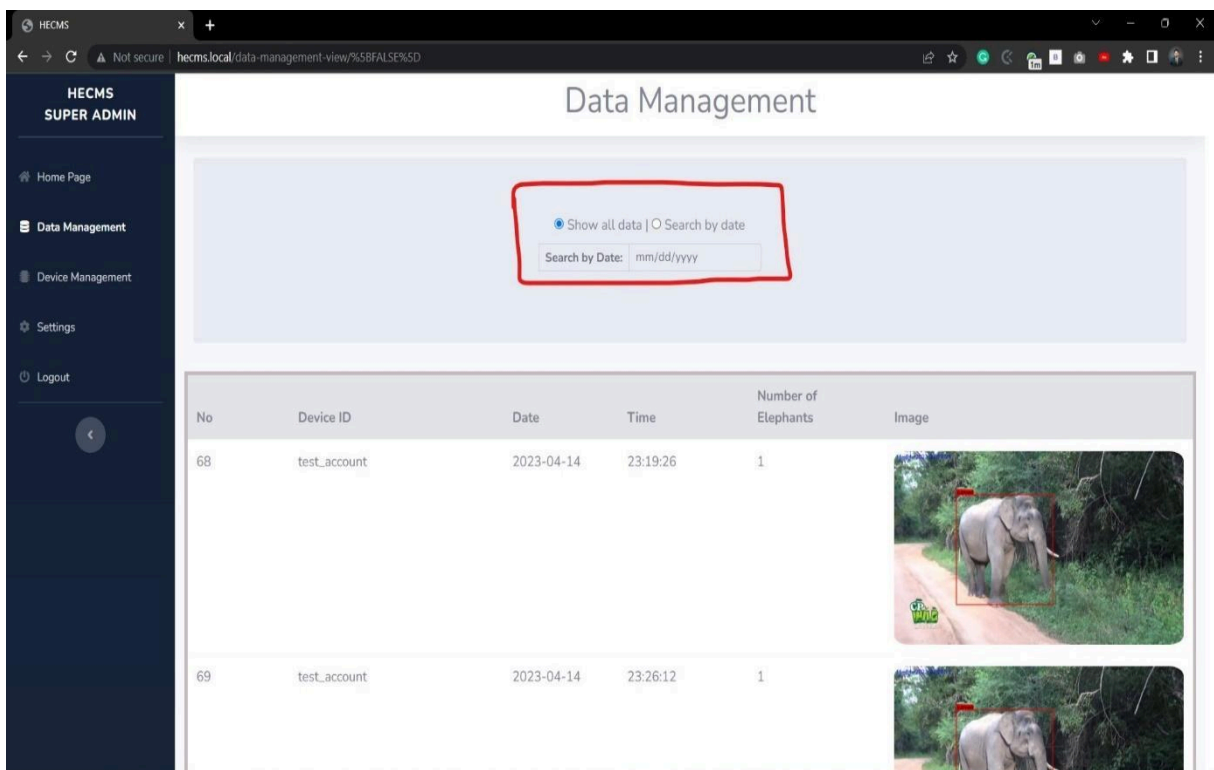 HECMS
Not secure | hecms.local/data-management-view/%5BFALSE%5D
1m
HECMS
SUPER ADMIN
Home Page
Data Management
Device Management
Settings
Logout
Data Management
Show all data | Search by date
Search by Date: mm/dd/yyyy
No Device ID Date Time Number of Elephants Image
68 test_account 2023-04-14 23:19:26 1
69 test_account 2023-04-14 23:26:12 1